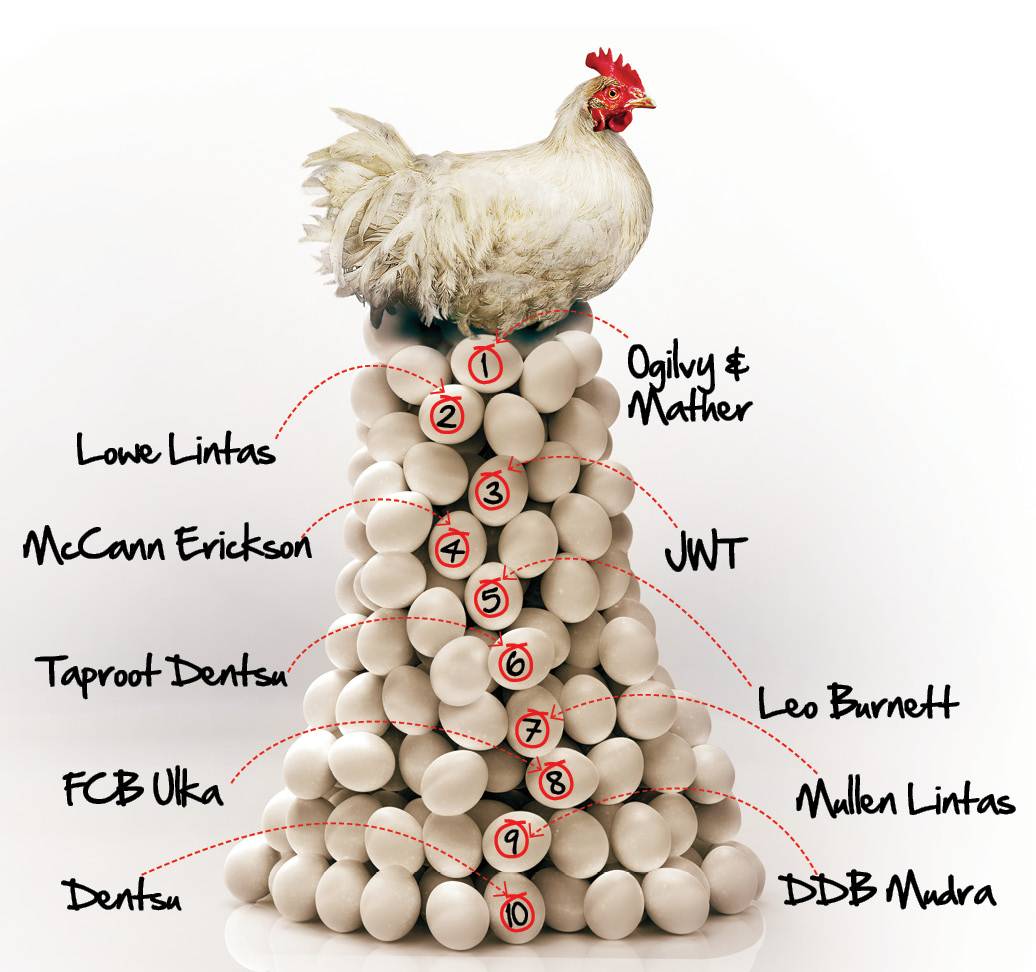 1
Ogilvy &
Mather
2
Lowe Lintas
3
McCann Erickson
4
JWT
5
6
Taproot Dentsu
Leo Burnett
7
FCB Ulka
8
Mullen Lintas
9
Dentsu
DDB Mudra
10